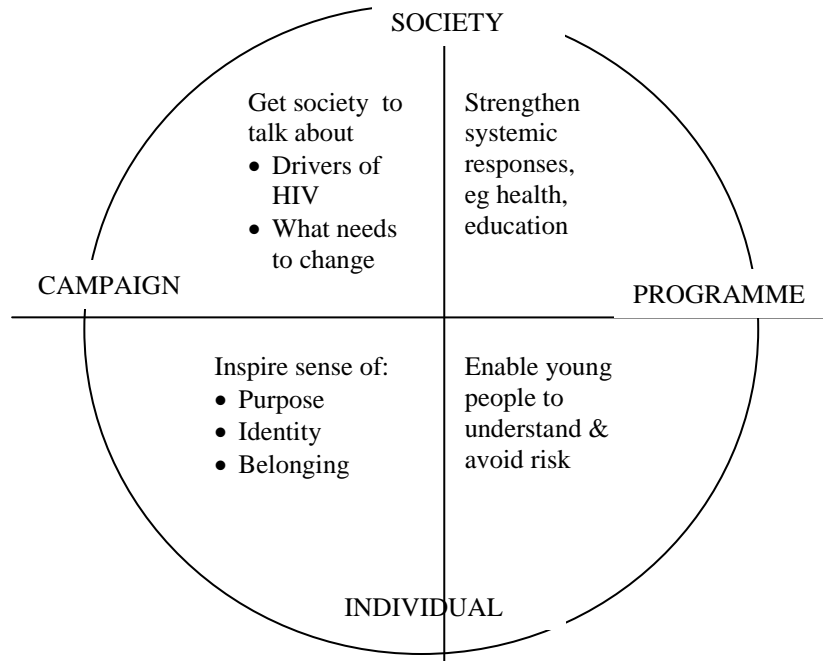 SOCIETY
Get society to
talk about
• Drivers of
HIV
• What needs
to change
Strengthen
systemic
responses,
eg health,
education
CAMPAIGN
PROGRAMME
Inspire sense of:
• Purpose
• Identity
• Belonging
Enable young
people to
understand &
avoid risk
INDIVIDUAL